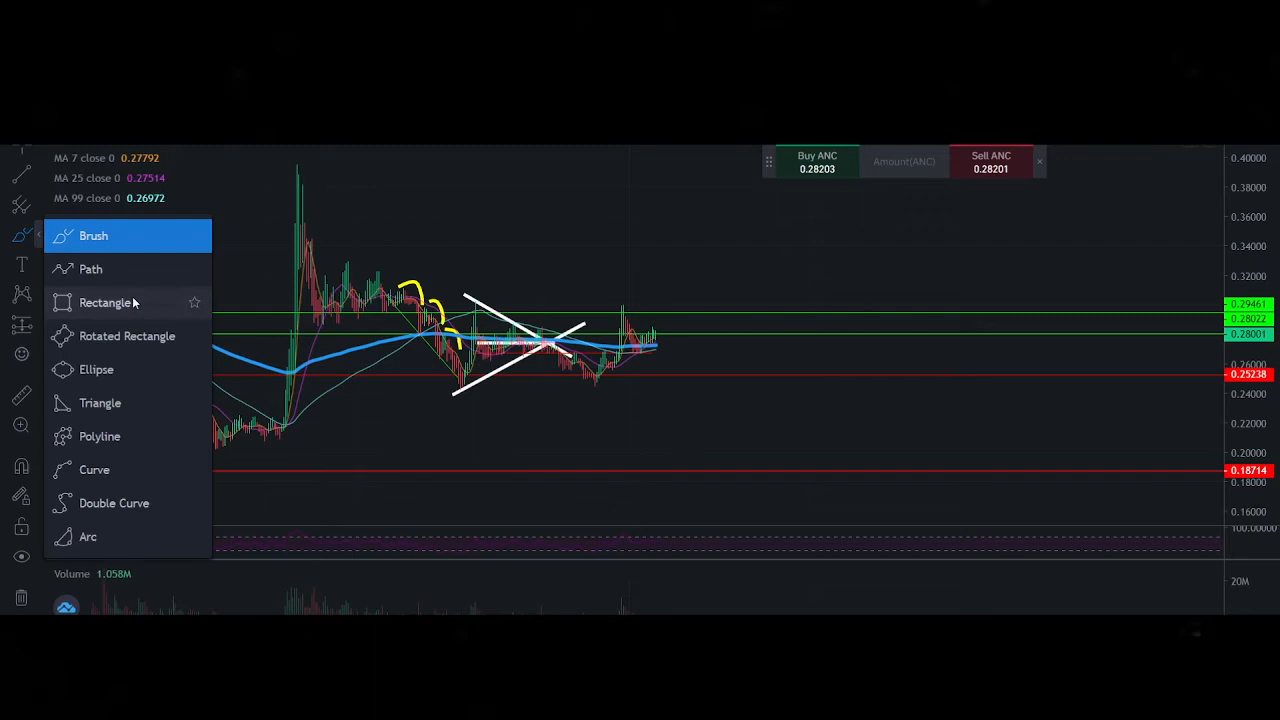 MA 7 close 0 0.27792
MA 25 close 0 0.27514
MA 99 close 0 0.26972
Brush
Path
Rectangle
Rotated Rectangle
Ellipse
Triangle
Polyline
Curve
Double Curve
Arc
Volume 1.058M
Buy ANC
0.28203
Amount(ANC)
Sell ANC
0.28201
0.40000
0.38000
0.36000
0.34000
0.32000
0.29461
0.28022
0.28001
0.26000
0.25238
0.24000
0.22000
0.20000
0.18714
0.18000
0.16000
100.00000
20M